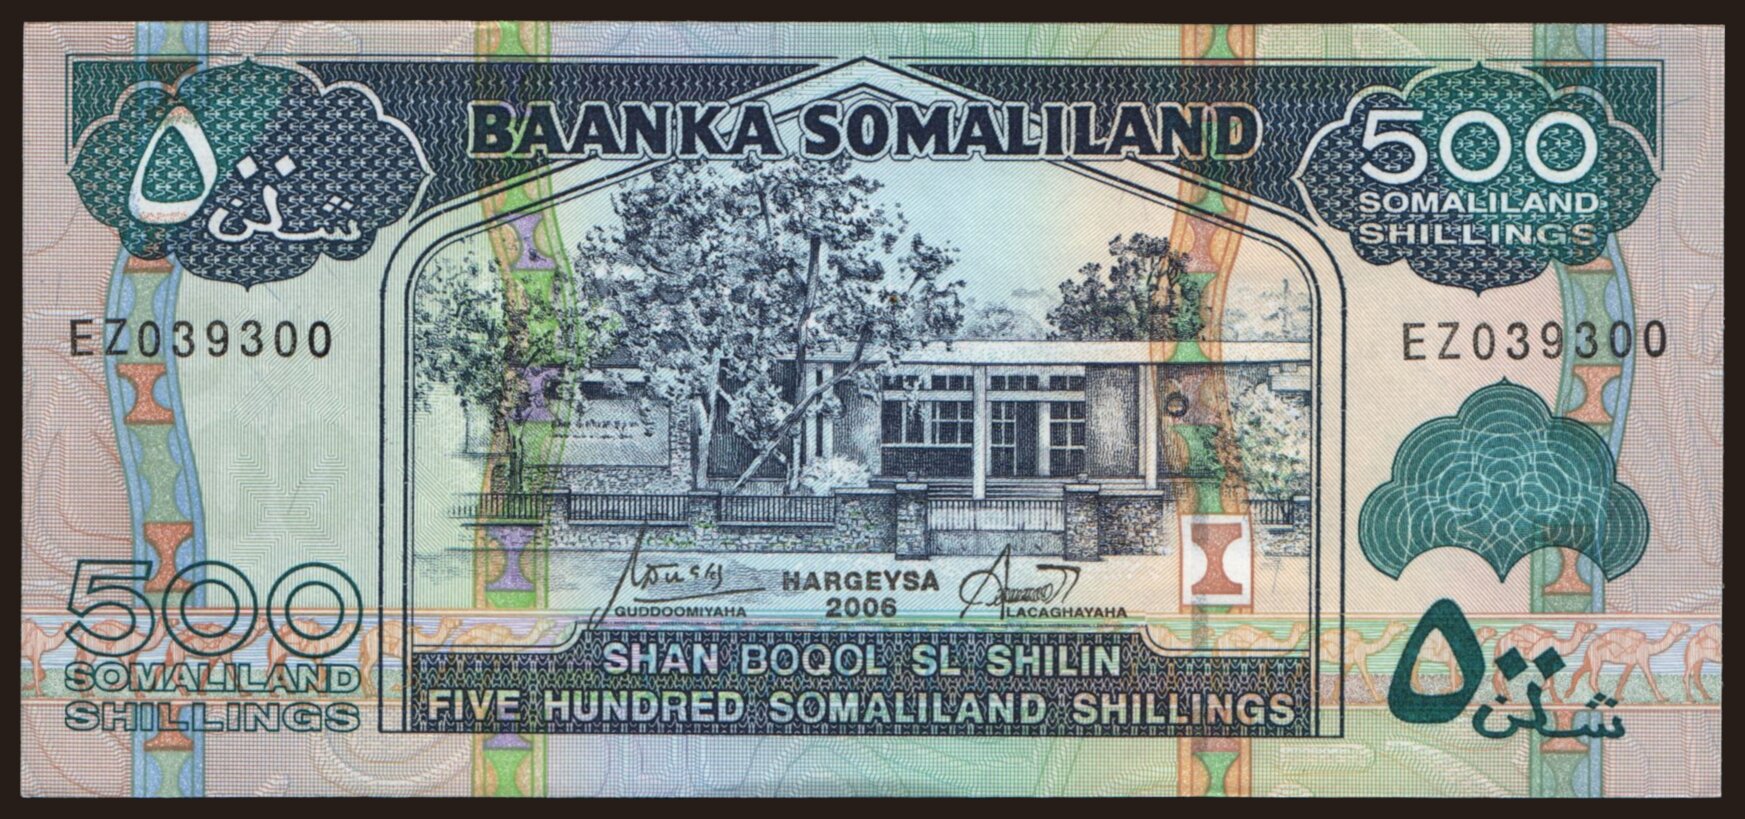 BAANKA SOMALILAND
٥٠٠
شلن
500
SOMALILAND
SHILLINGS
EZ039300
EZ039300
HARGEYSA
2006
GUDDOOMIYAHA
LACAGHAYAHA
500
SOMALILAND
SHILLINGS
SHAN BOQOL SL SHILIN
FIVE HUNDRED SOMALILAND SHILLINGS
٥٠٠
شلن